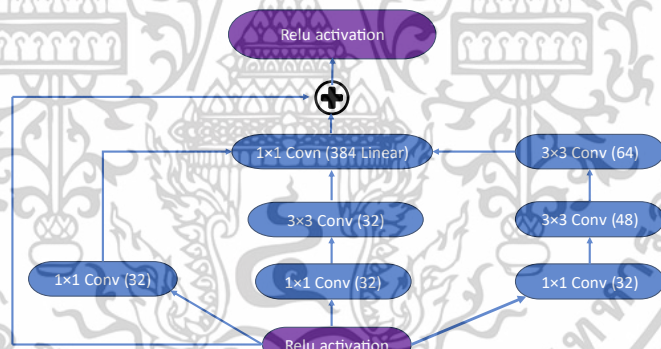 Relu activation
1×1 Covn (384 Linear)
3×3 Conv (64)
3×3 Conv (32)
3×3 Conv (48)
1×1 Conv (32)
1×1 Conv (32)
1×1 Conv (32)
Relu activation